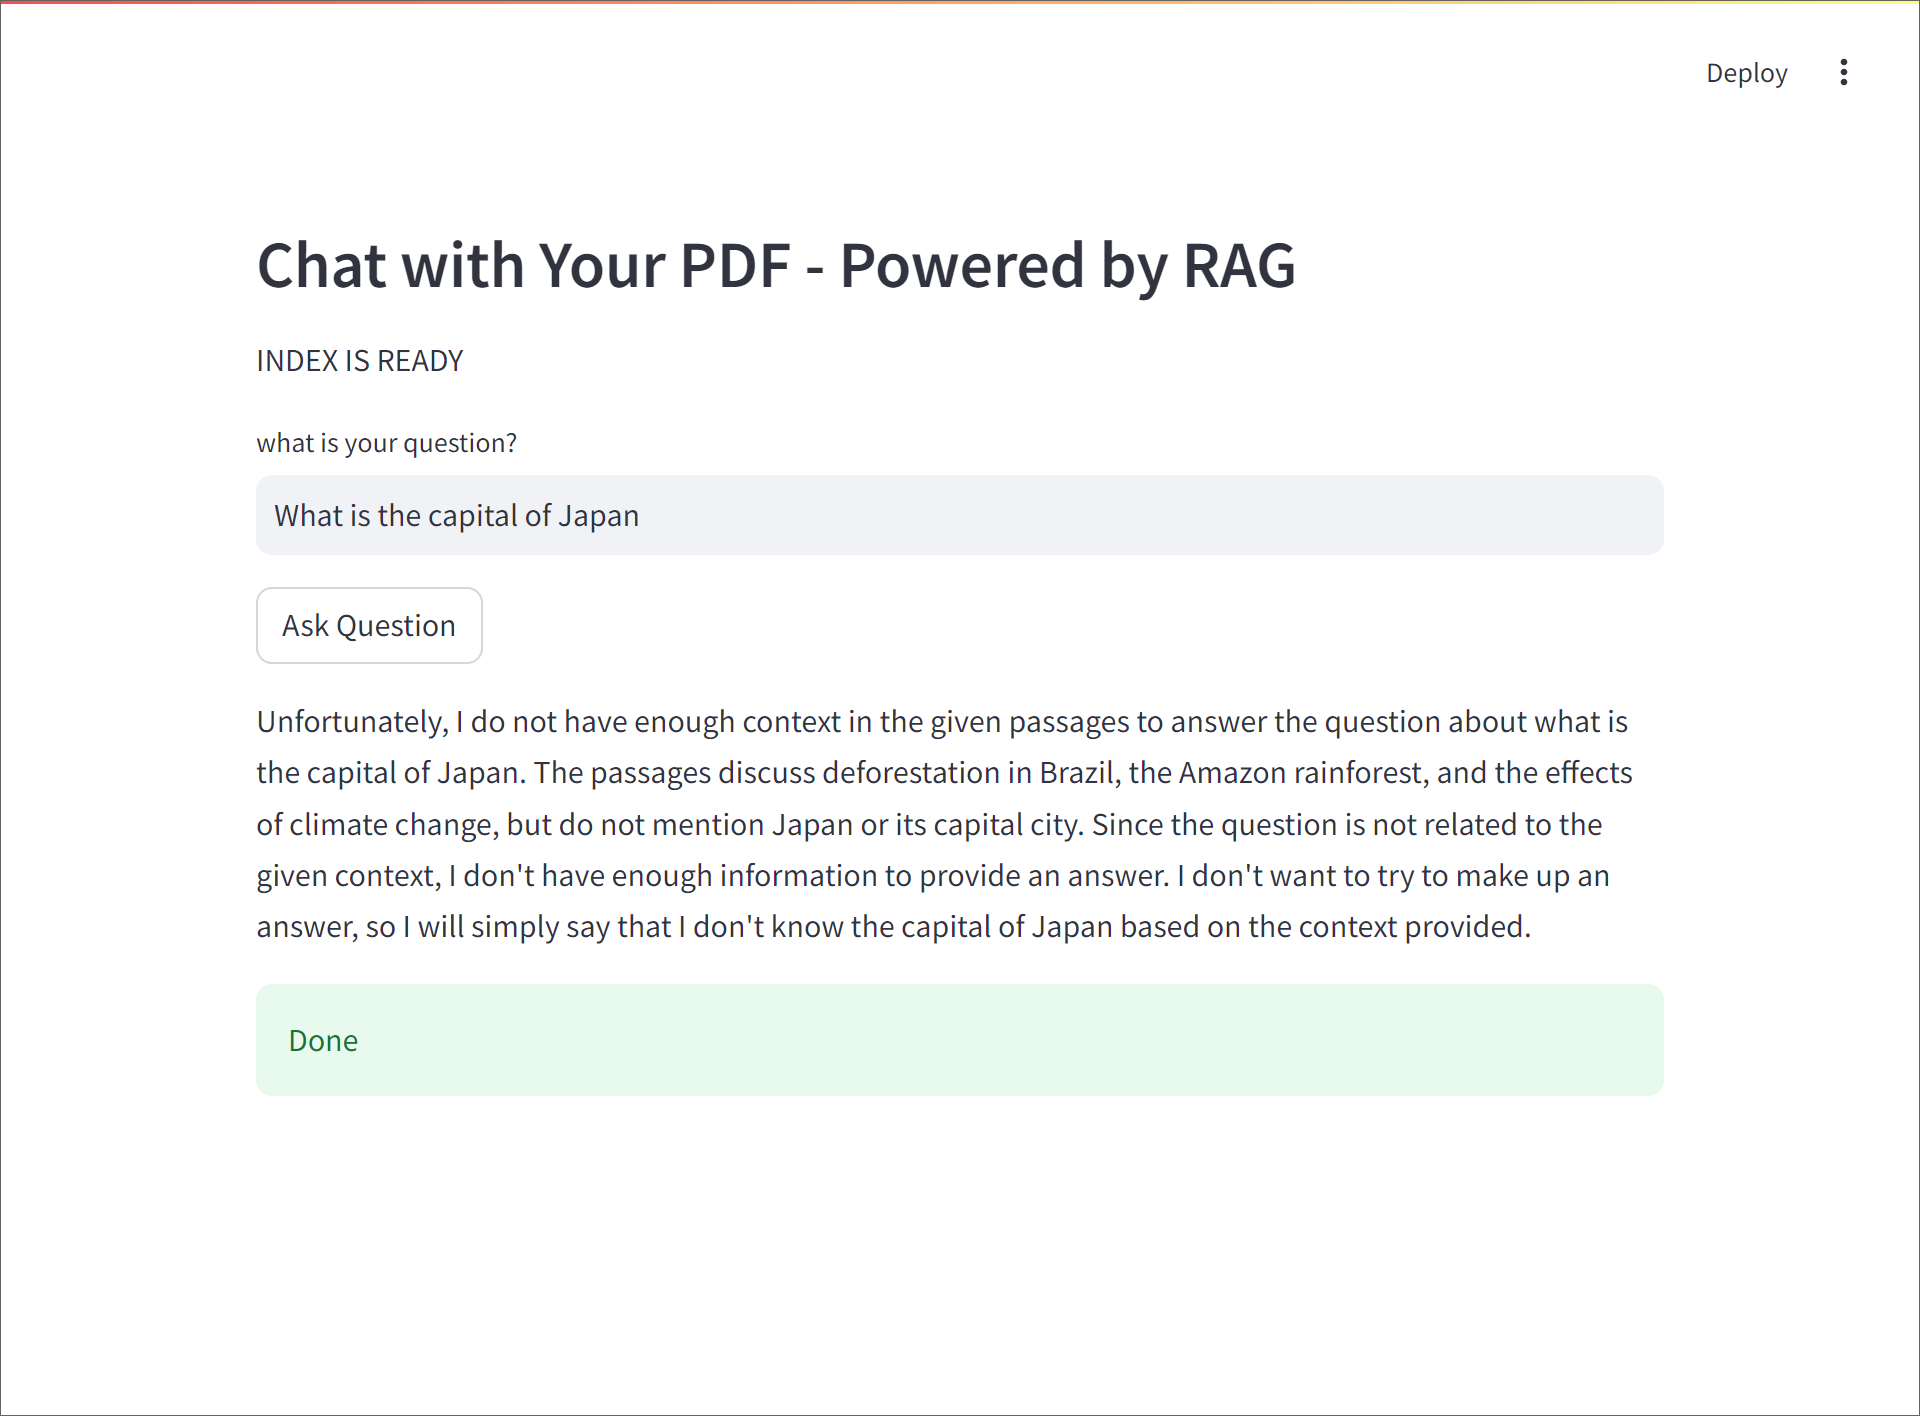 Deploy
Chat with Your PDF - Powered by RAG
INDEX IS READY
what is your question?
What is the capital of Japan
Ask Question
Unfortunately, I do not have enough context in the given passages to answer the question about what is
the capital of Japan. The passages discuss deforestation in Brazil, the Amazon rainforest, and the effects
of climate change, but do not mention Japan or its capital city. Since the question is not related to the
given context, I don't have enough information to provide an answer. I don't want to try to make up an
answer, so I will simply say that I don't know the capital of Japan based on the context provided.
Done